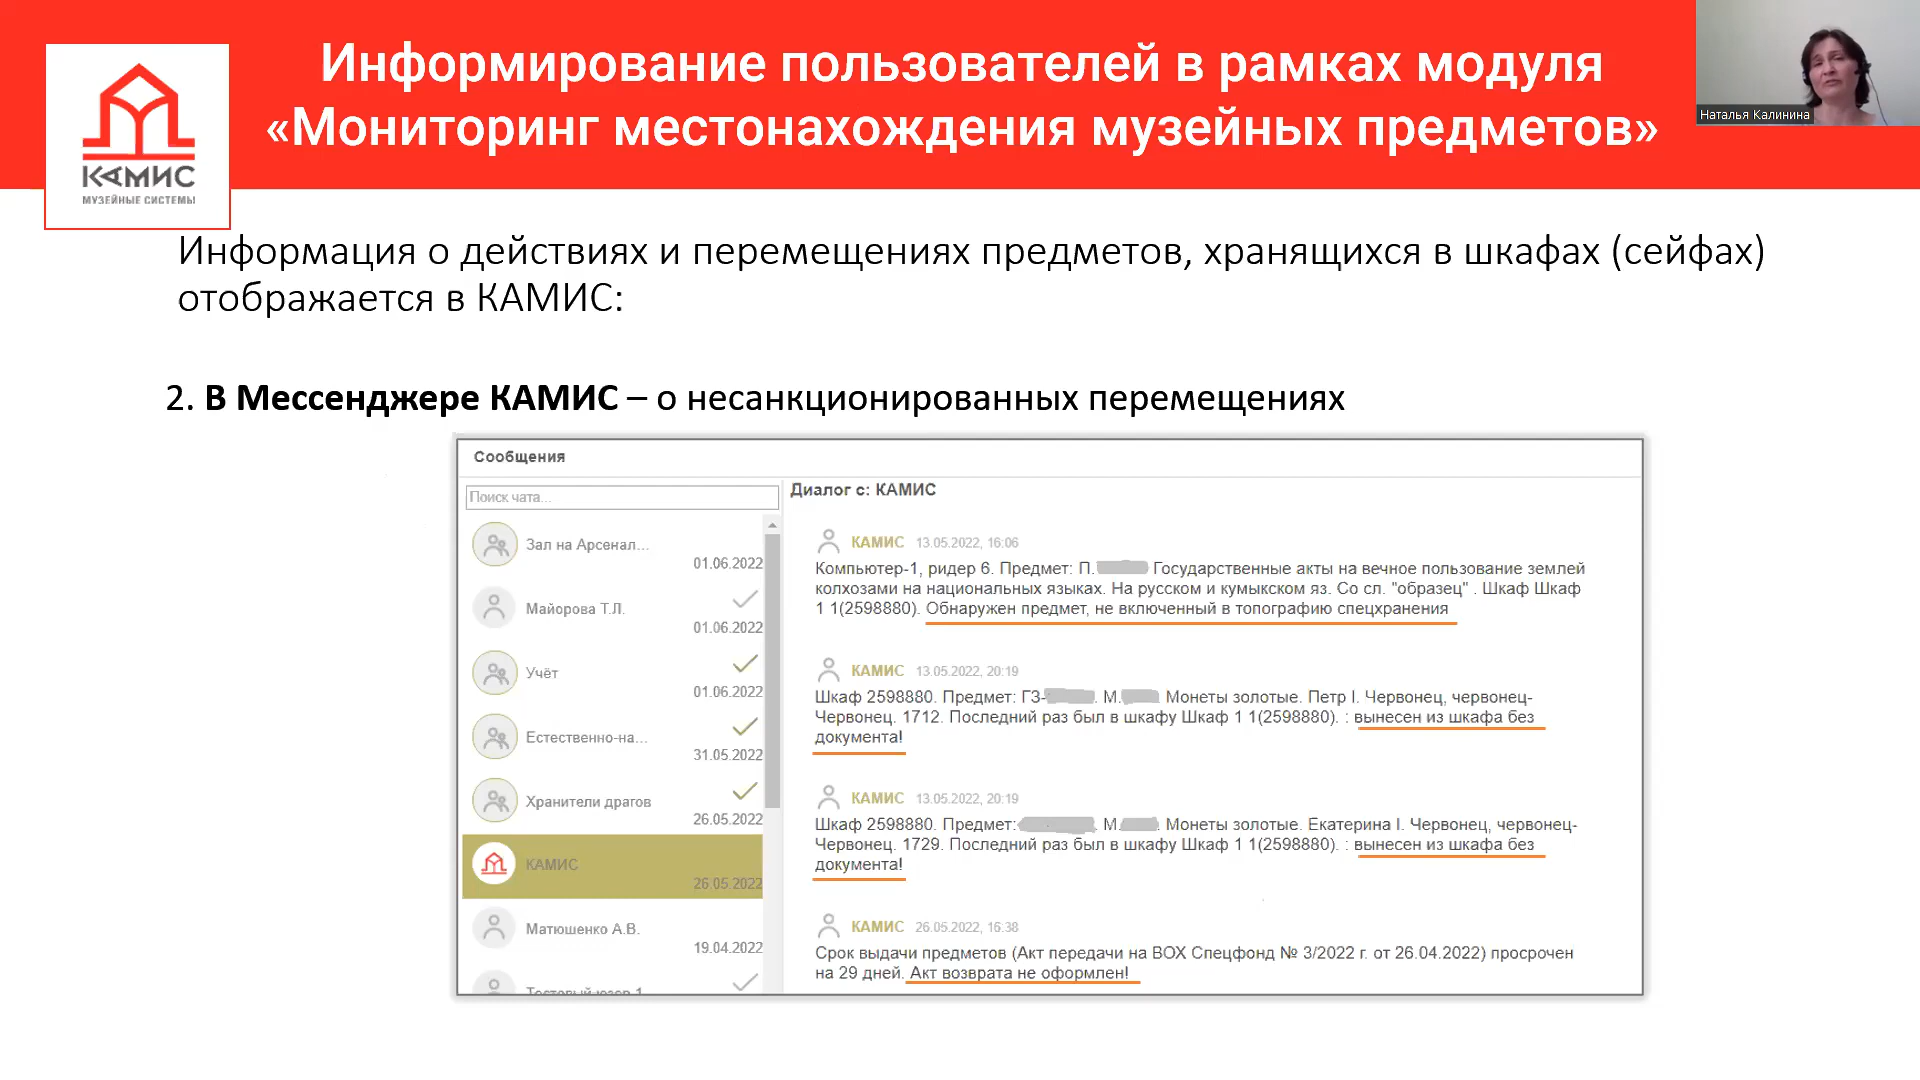 Информирование пользователей в рамках модуля
«Мониторинг местонахождения музейных предметов»
Наталья Калинина
КАМИС
МУЗЕЙНЫЕ СИСТЕМЫ
Информация о действиях и перемещениях предметов, хранящихся в шкафах (сейфах)
отображается в КАМИС:
2. В Мессенджере КАМИС – о несанкционированных перемещениях
Сообщения
Поиск чата...
Зал на Арсенал...
01.06.2022
Майорова Т.Л.
01.06.2022
Учёт
01.06.2022
Естественно-на...
31.05.2022
Хранители драгов
26.05.2022
КАМИС
26.05.2022
Матюшенко А.В.
19.04.2022
Тестовый юзер 1
Диалог с: КАМИС
КАМИС 13.05.2022, 16:06
Компьютер-1, ридер 6. Предмет: П. Государственные акты на вечное пользование землей
колхозами на национальных языках. На русском и кумыкском яз. Со сл. "образец" . Шкаф Шкаф
1 1(2598880). Обнаружен предмет, не включенный в топографию спецхранения
КАМИС 13.05.2022, 20:19
Шкаф 2598880. Предмет: ГЗ- . М. Монеты золотые. Петр I. Червонец, червонец-
Червонец. 1712. Последний раз был в шкафу Шкаф 1 1(2598880). : вынесен из шкафа без
документа!
КАМИС 13.05.2022, 20:19
Шкаф 2598880. Предмет: . М. Монеты золотые. Екатерина I. Червонец, червонец-
Червонец. 1729. Последний раз был в шкафу Шкаф 1 1(2598880). : вынесен из шкафа без
документа!
КАМИС 26.05.2022, 16:38
Срок выдачи предметов (Акт передачи на ВОХ Спецфонд № 3/2022 г. от 26.04.2022) просрочен
на 29 дней. Акт возврата не оформлен!